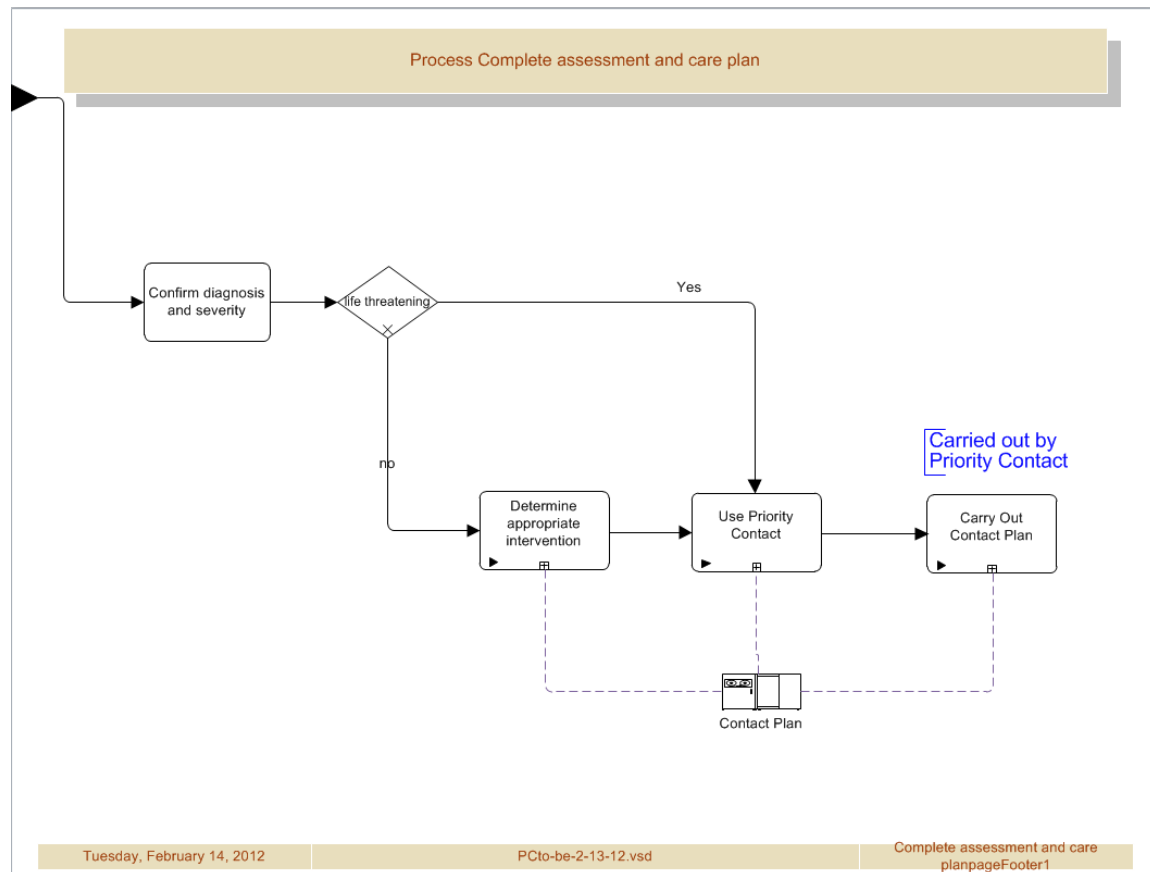 Process Complete assessment and care plan
Confirm diagnosis
and severity
life threatening
Yes
no
Carried out by
Priority Contact
Determine
appropriate
intervention
Use Priority
Contact
Carry Out
Contact Plan
Contact Plan
Tuesday, February 14, 2012
PCto-be-2-13-12.vsd
Complete assessment and care
planpageFooter1